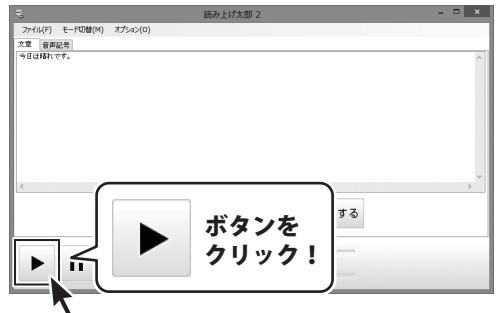 読み上げ太郎 2
ファイル(F) モード切替(M) オプション(O)
文章 音声記号
今日は晴れです。
する
ボタンを
クリック！